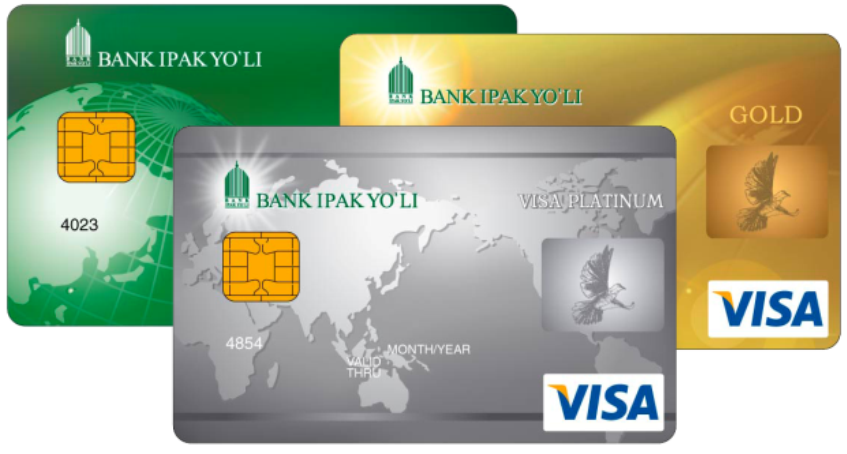 BANK IPAK YO'LI
4023
BANK IPAK YO'LI
GOLD
VISA
BANK IPAK YO'LI
VISA PLATINUM
4854
MONTH/YEAR
VALID
THRU
VISA